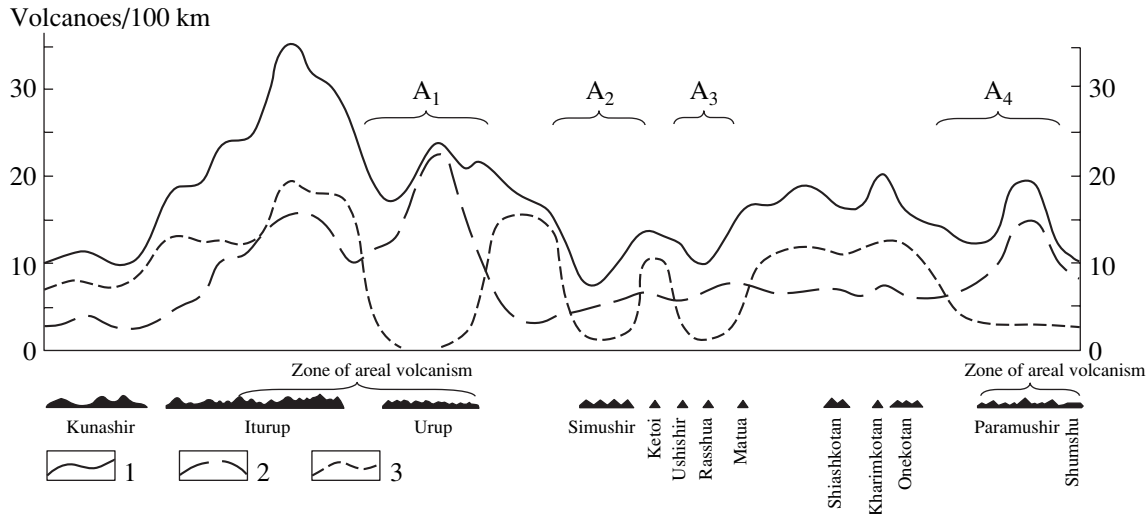 Volcanoes/100 km
A1 A2 A3 A4
30 30
20 20
10 10
0 0
Zone of areal volcanism Zone of areal volcanism
Kunashir Iturup Urup Simushir Ketoi Ushishir Rasshua Matua Shiashkotan Kharimkotan Onekotan Paramushir Shumshu
1 2 3